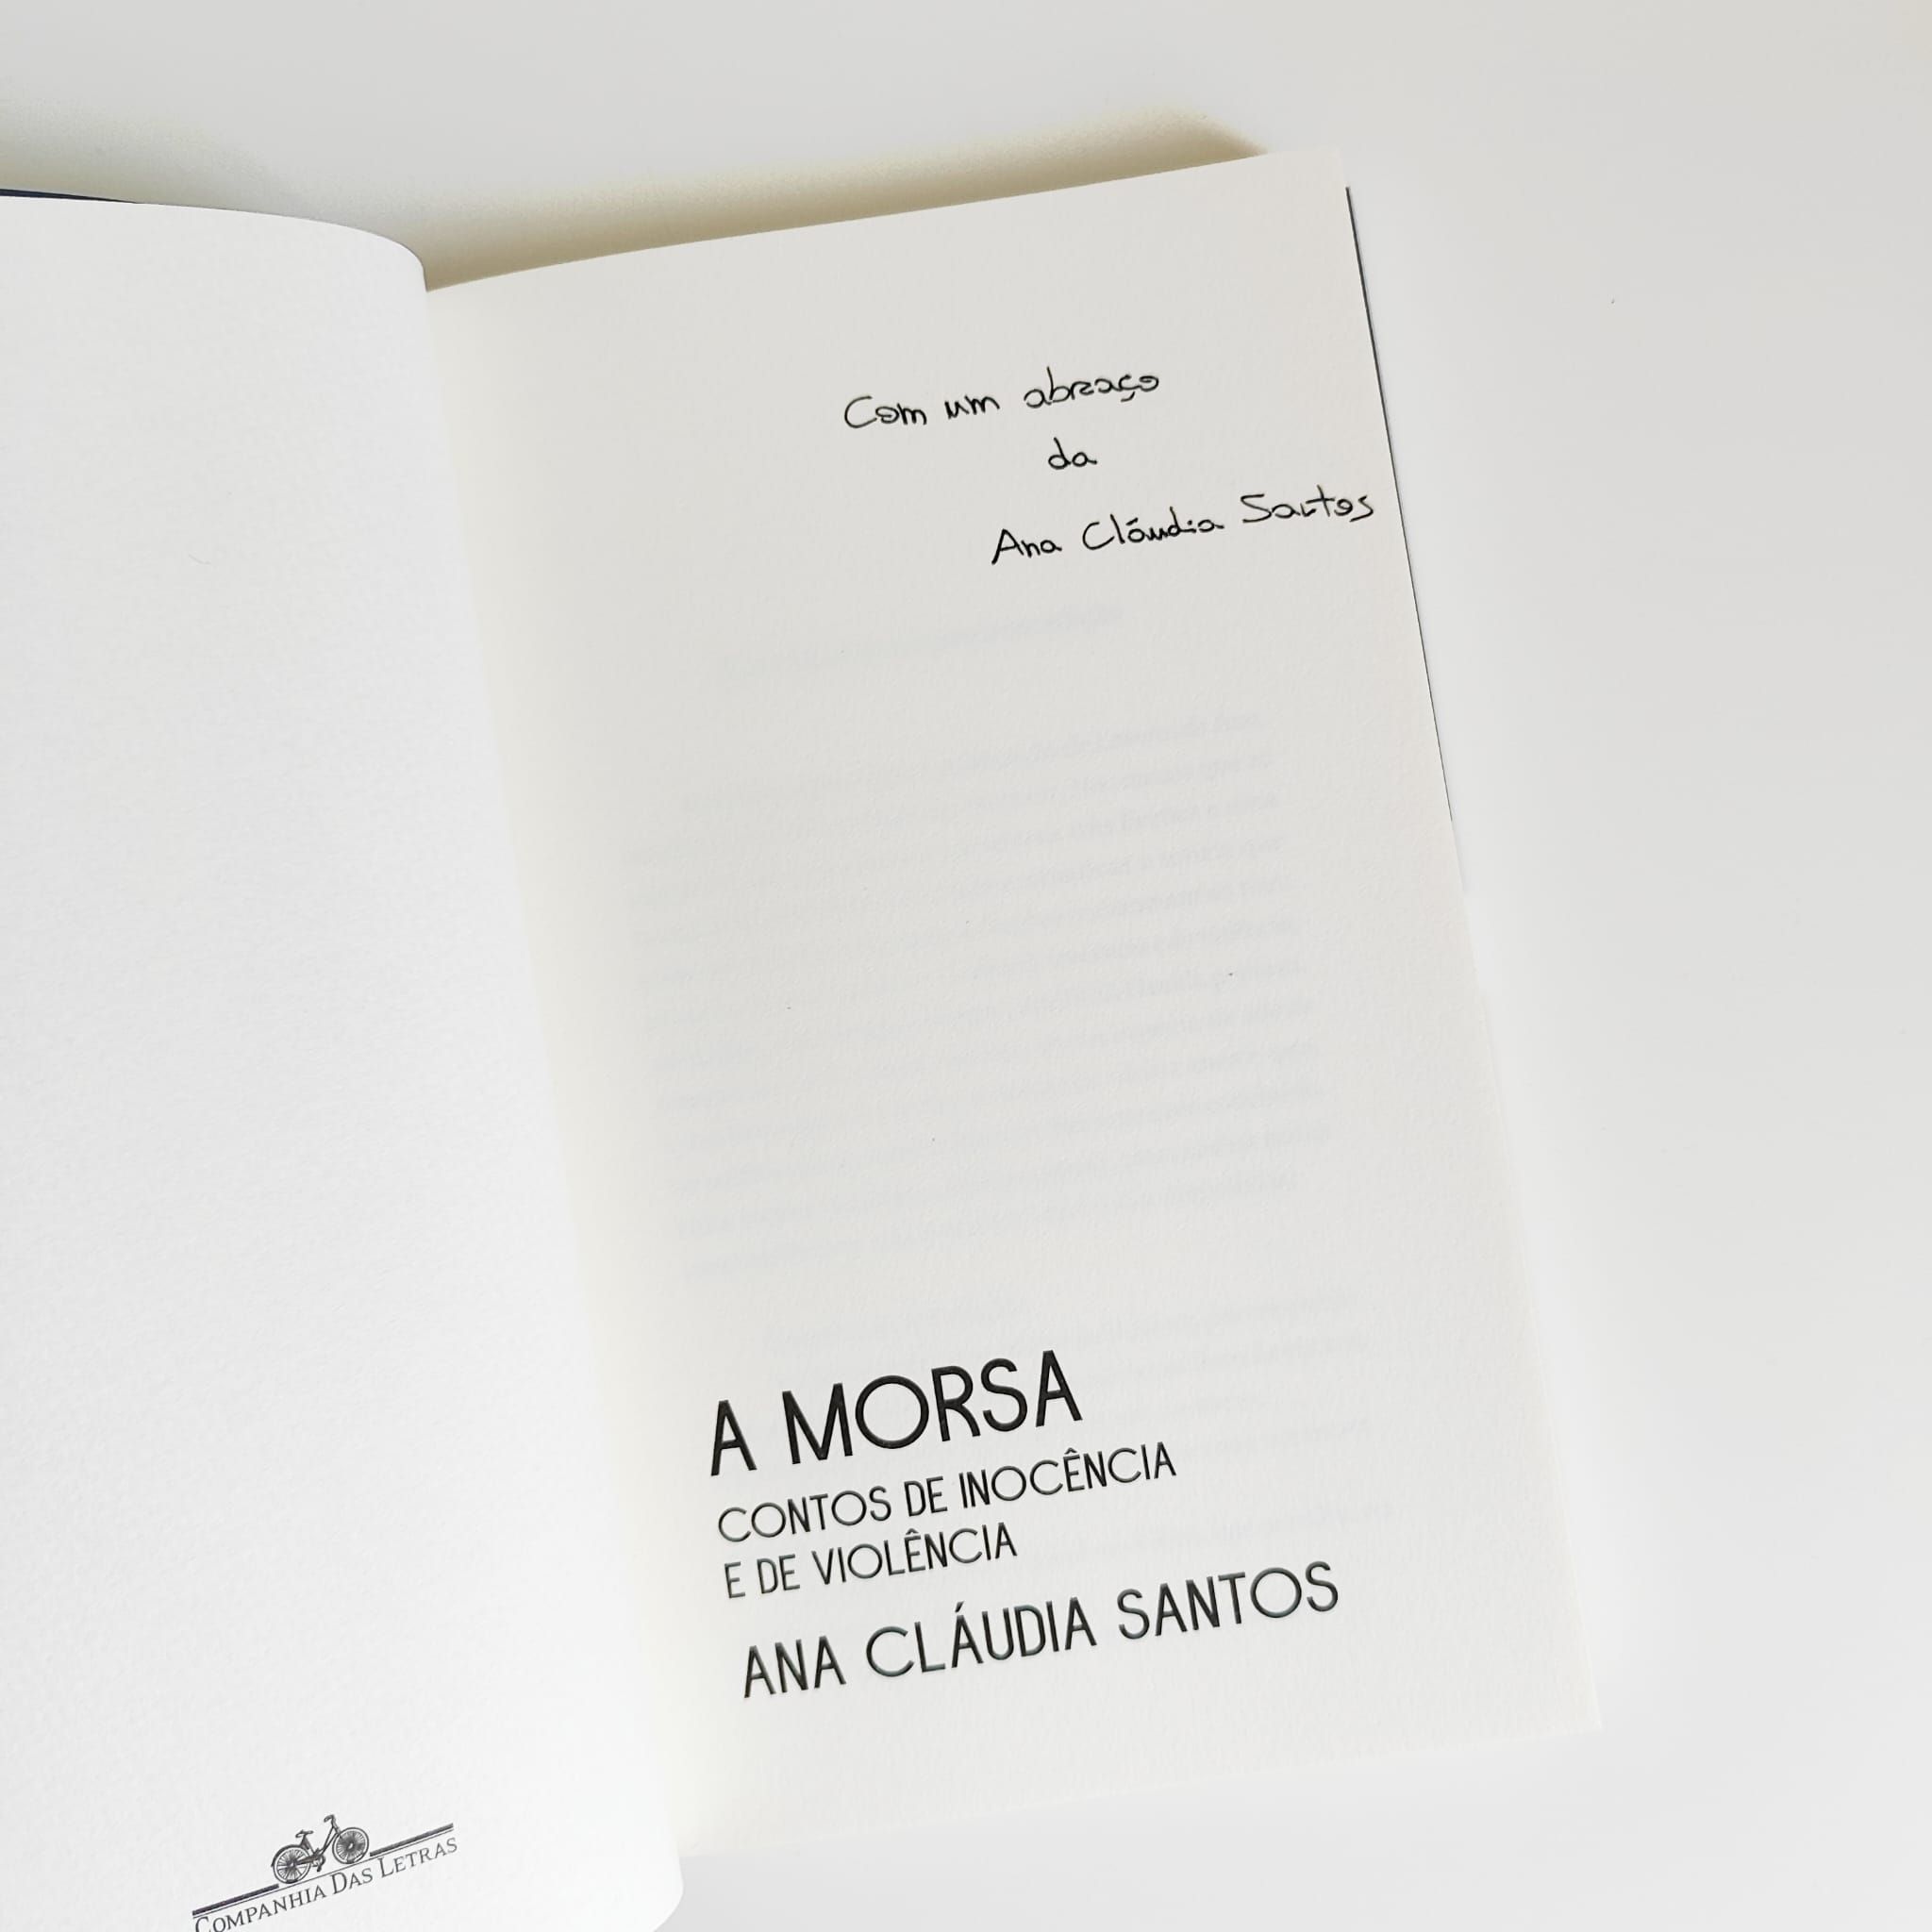 Com um abraço
da
Ana Cláudia Santos
A MORSA
CONTOS DE INOCÊNCIA
E DE VIOLÊNCIA
ANA CLÁUDIA SANTOS
COMPANHIA DAS LETRAS